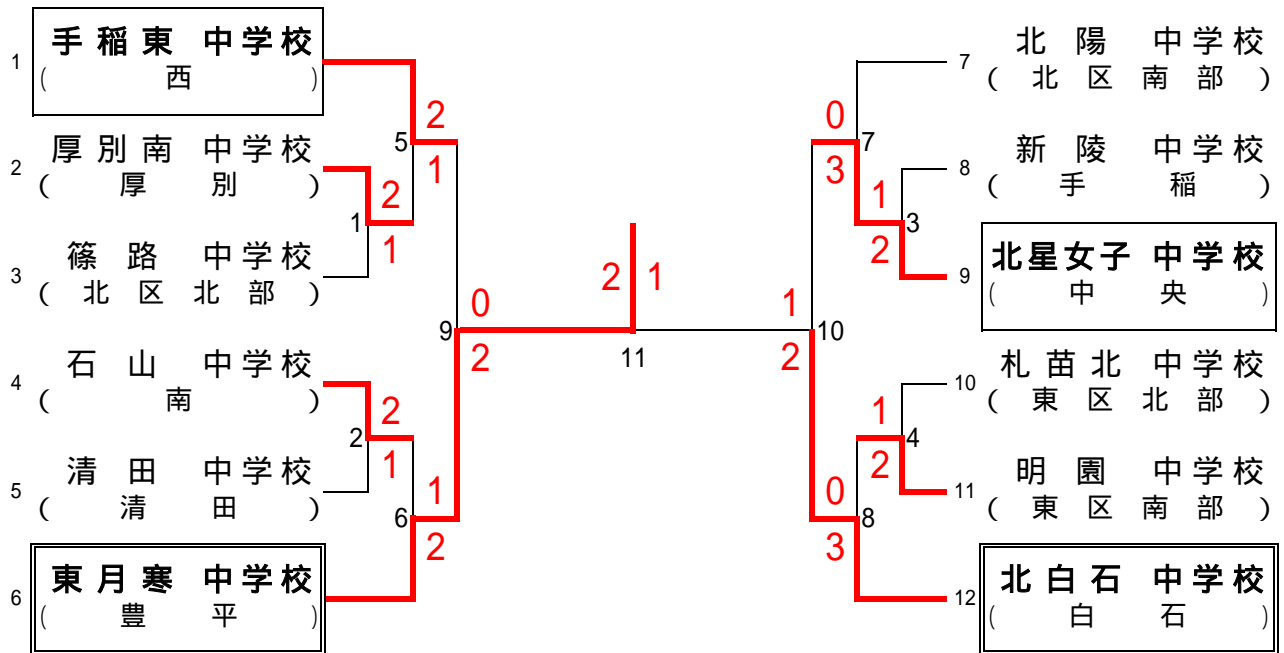 1 手稲東 中学校
( 西 )
2 厚別南 中学校
( 厚 別 )
3 篠路 中学校
( 北区北部 )
4 石山 中学校
( 南 )
5 清田 中学校
( 清 田 )
6 東月寒 中学校
( 豊 平 )
5
2
1
1
2
1
2
2
1
6
1
2
9
0
2
2 1
11
1
10
2
0
7
3
1
3
2
1
4
2
0
8
3
7 北陽 中学校
( 北区南部 )
8 新陵 中学校
( 手 稲 )
9 北星女子 中学校
( 中 央 )
10 札苗北 中学校
( 東区北部 )
11 明園 中学校
( 東区南部 )
12 北白石 中学校
( 白 石 )